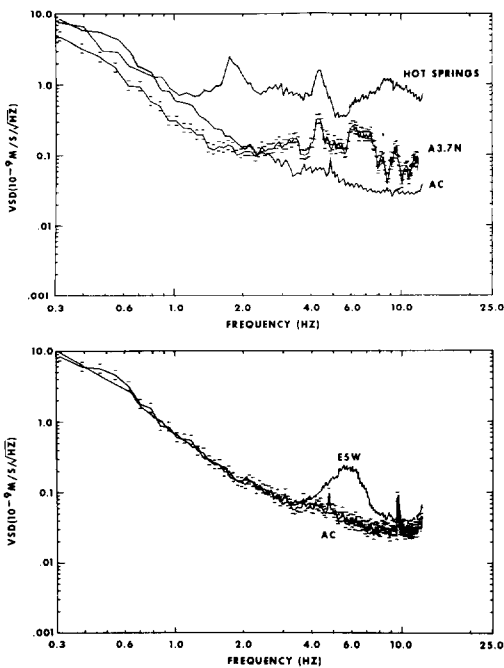 10.0
1.0
0.1
.01
.001
VSD(10⁻⁹M/S/√HZ)
HOT SPRINGS
A3.7N
AC
0.3 0.6 1.0 2.0 4.0 6.0 10.0 25.0
FREQUENCY (HZ)
10.0
1.0
0.1
.01
.001
VSD(10⁻⁹M/S/√HZ)
E5W
AC
0.3 0.6 1.0 2.0 4.0 6.0 10.0 25.0
FREQUENCY (HZ)